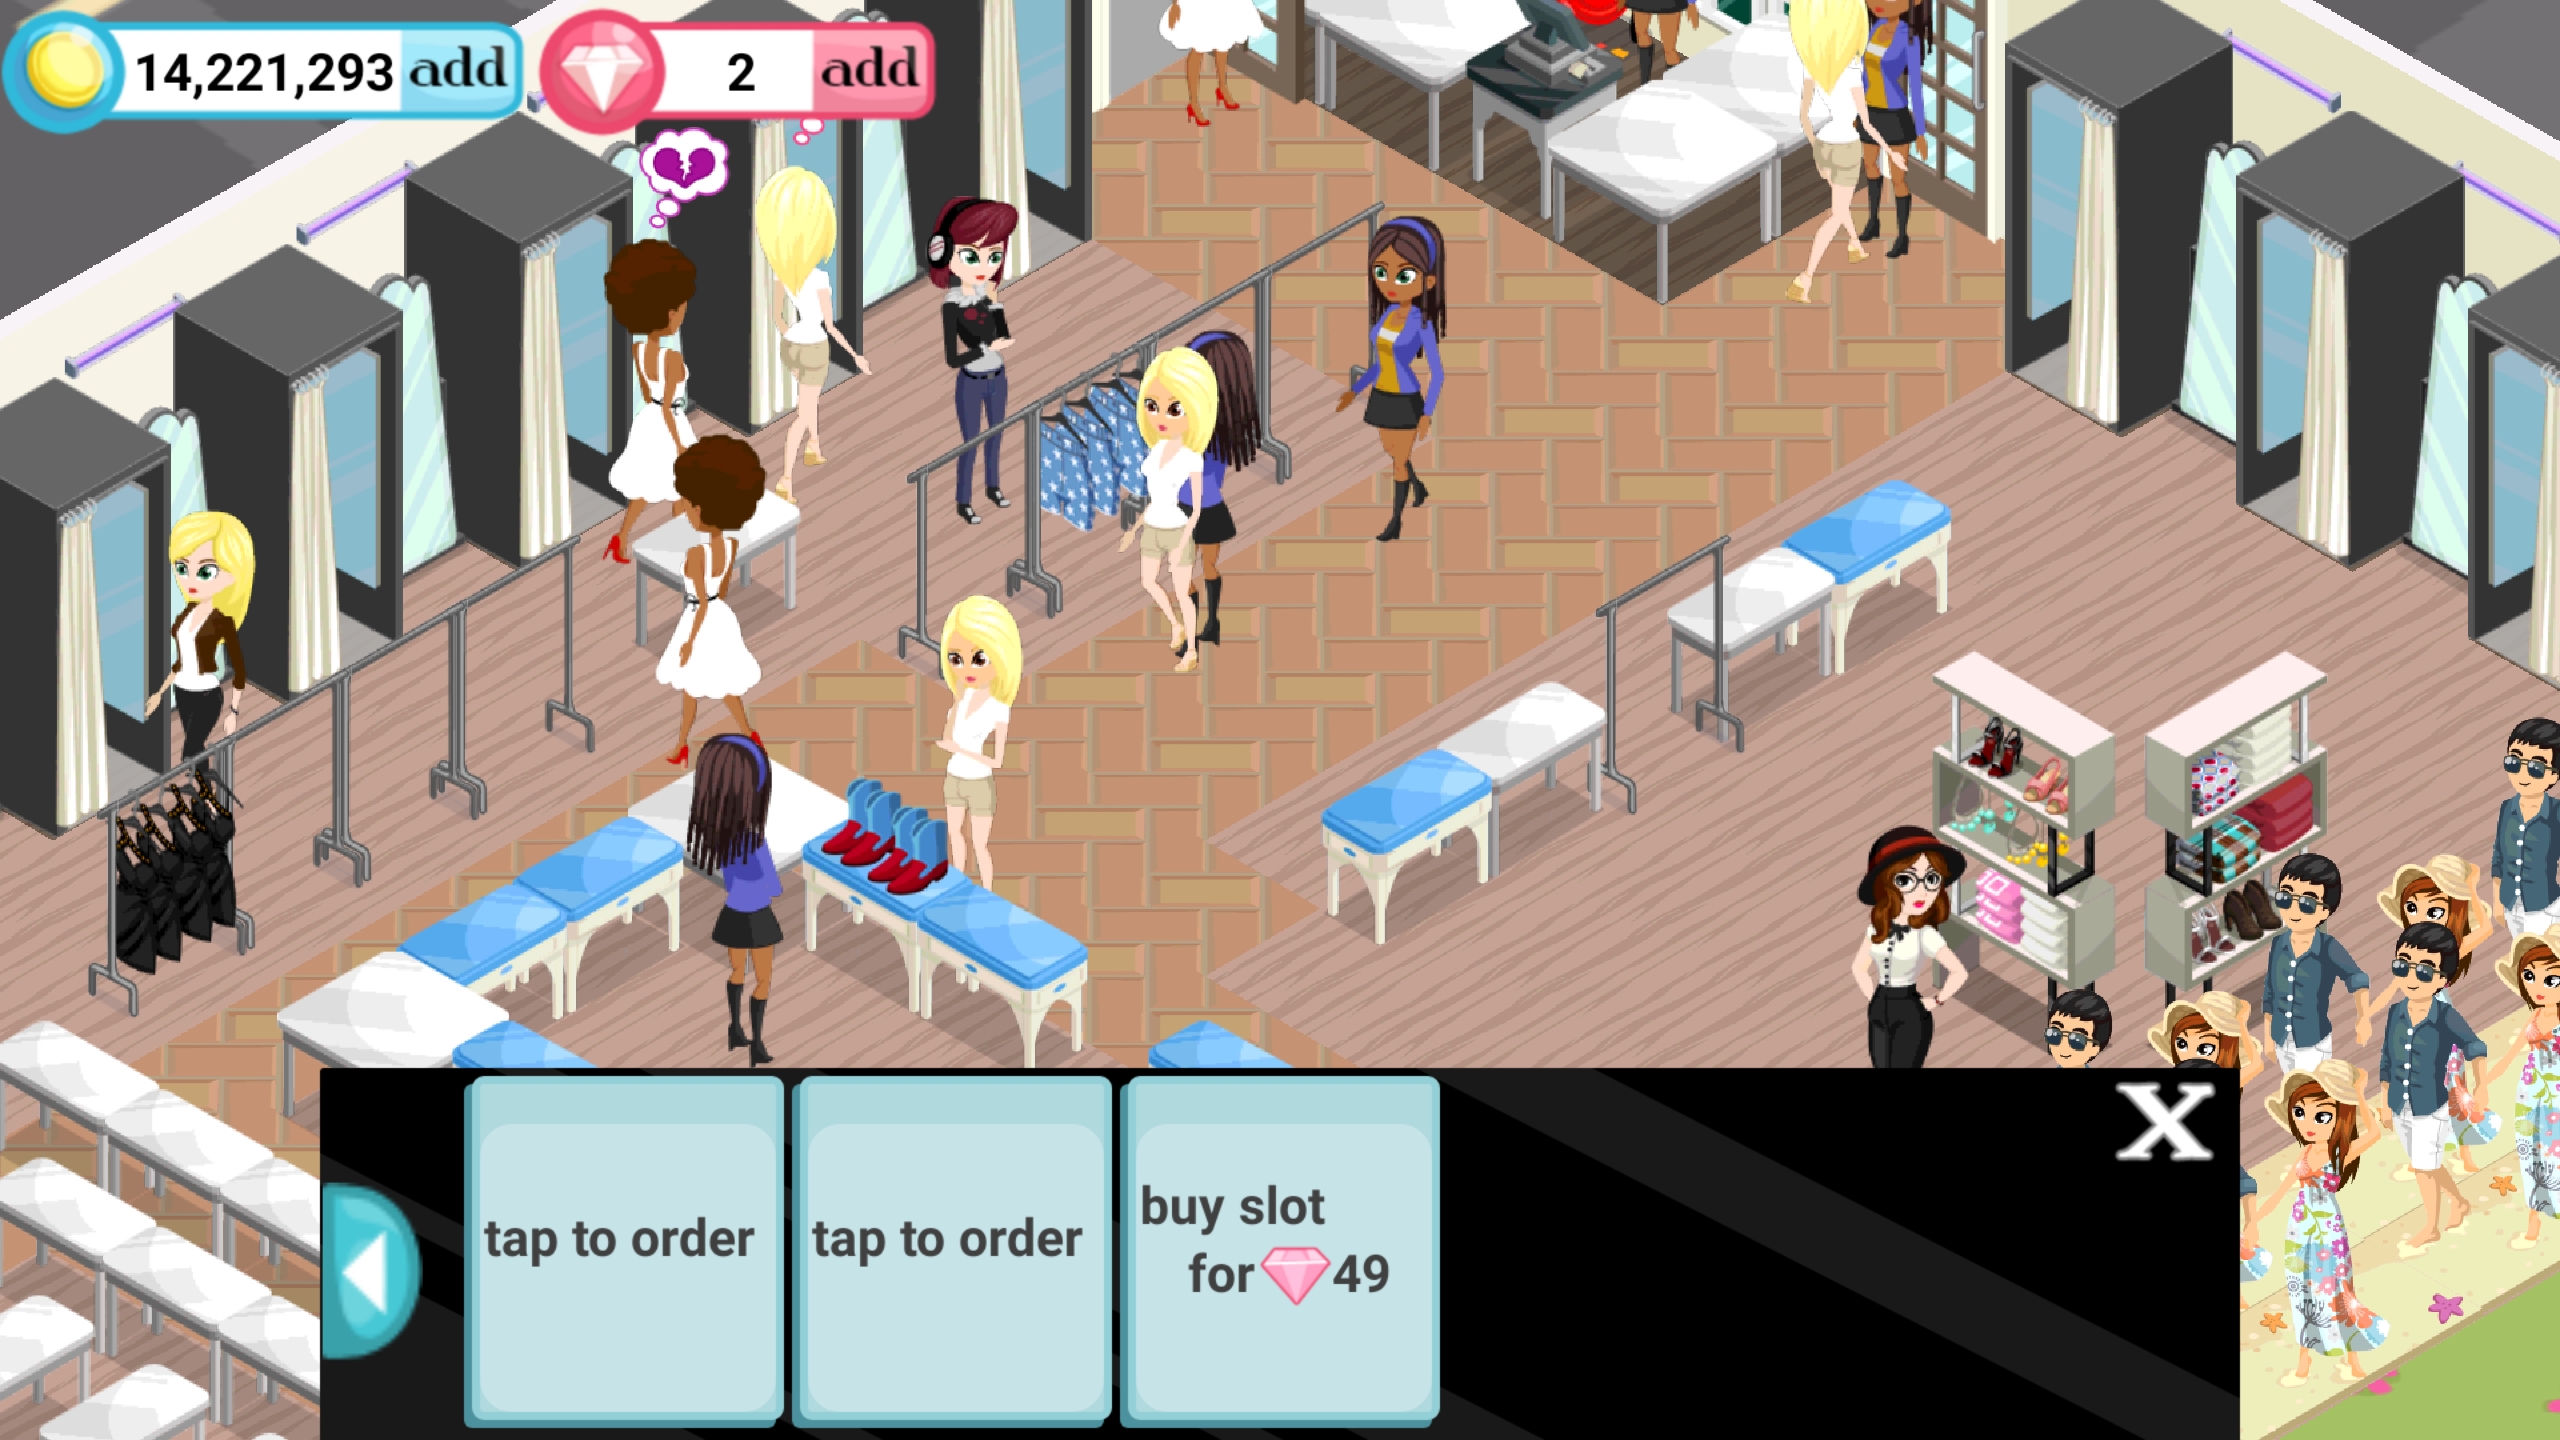 14,221,293 add
2 add
tap to order
tap to order
buy slot
for 49
X